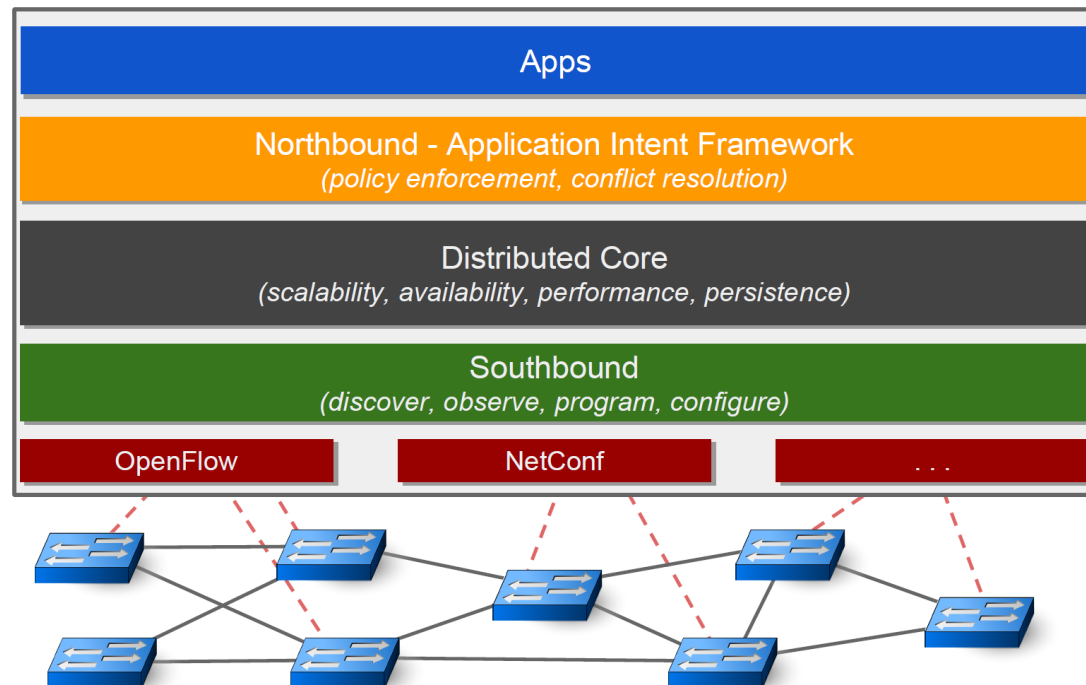 Apps
Northbound - Application Intent Framework
(policy enforcement, conflict resolution)
Distributed Core
(scalability, availability, performance, persistence)
Southbound
(discover, observe, program, configure)
OpenFlow
NetConf
. . .